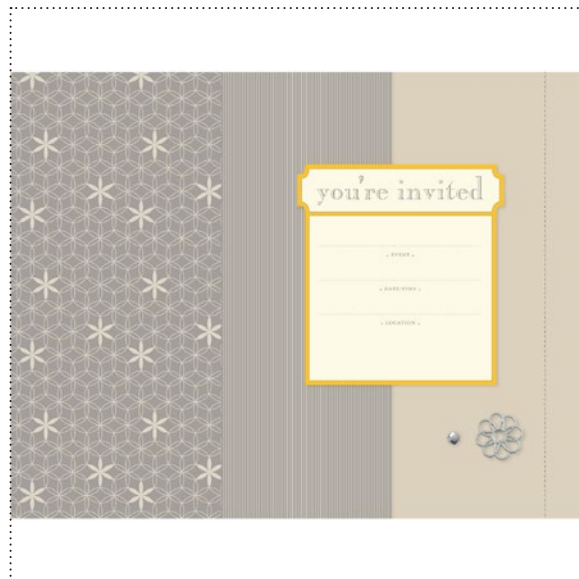 you're invited
. EVENT .
. DATE/TIME .
. LOCATION .